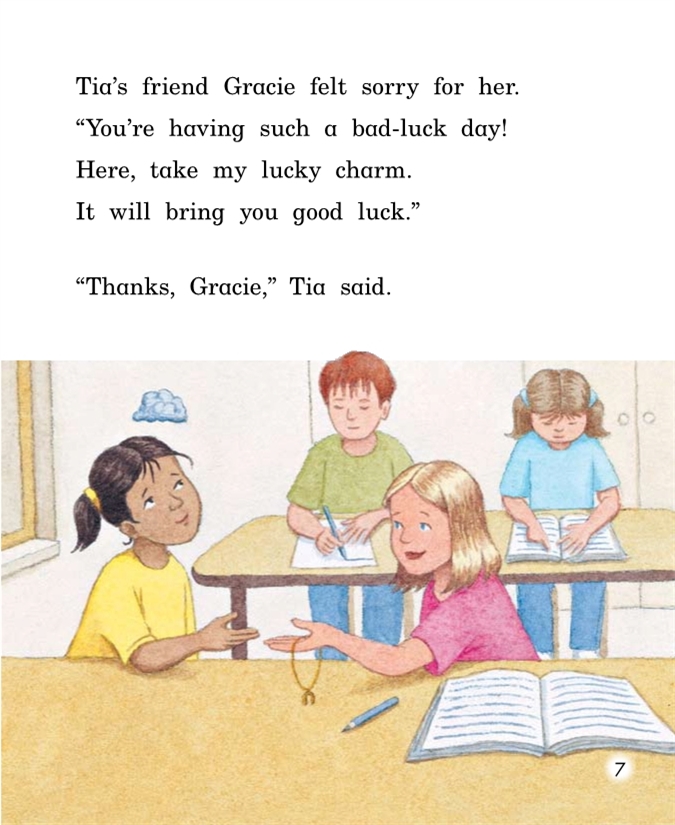 Tia’s friend Gracie felt sorry for her.
“You’re having such a bad-luck day!
Here, take my lucky charm.
It will bring you good luck.”
“Thanks, Gracie,” Tia said.
7